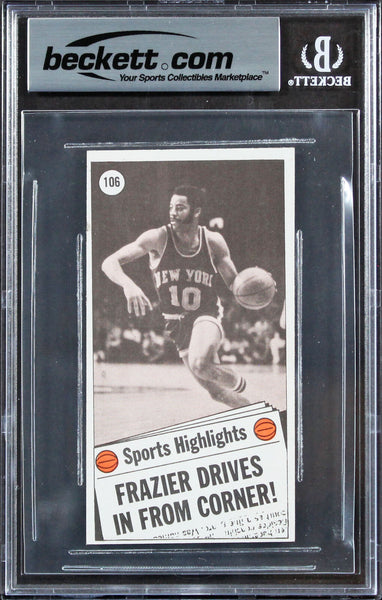 beckett.com
Your Sports Collectibles Marketplace™
B
BECKETT
106
NEW YORK
10
Sports Highlights
FRAZIER DRIVES
IN FROM CORNER!